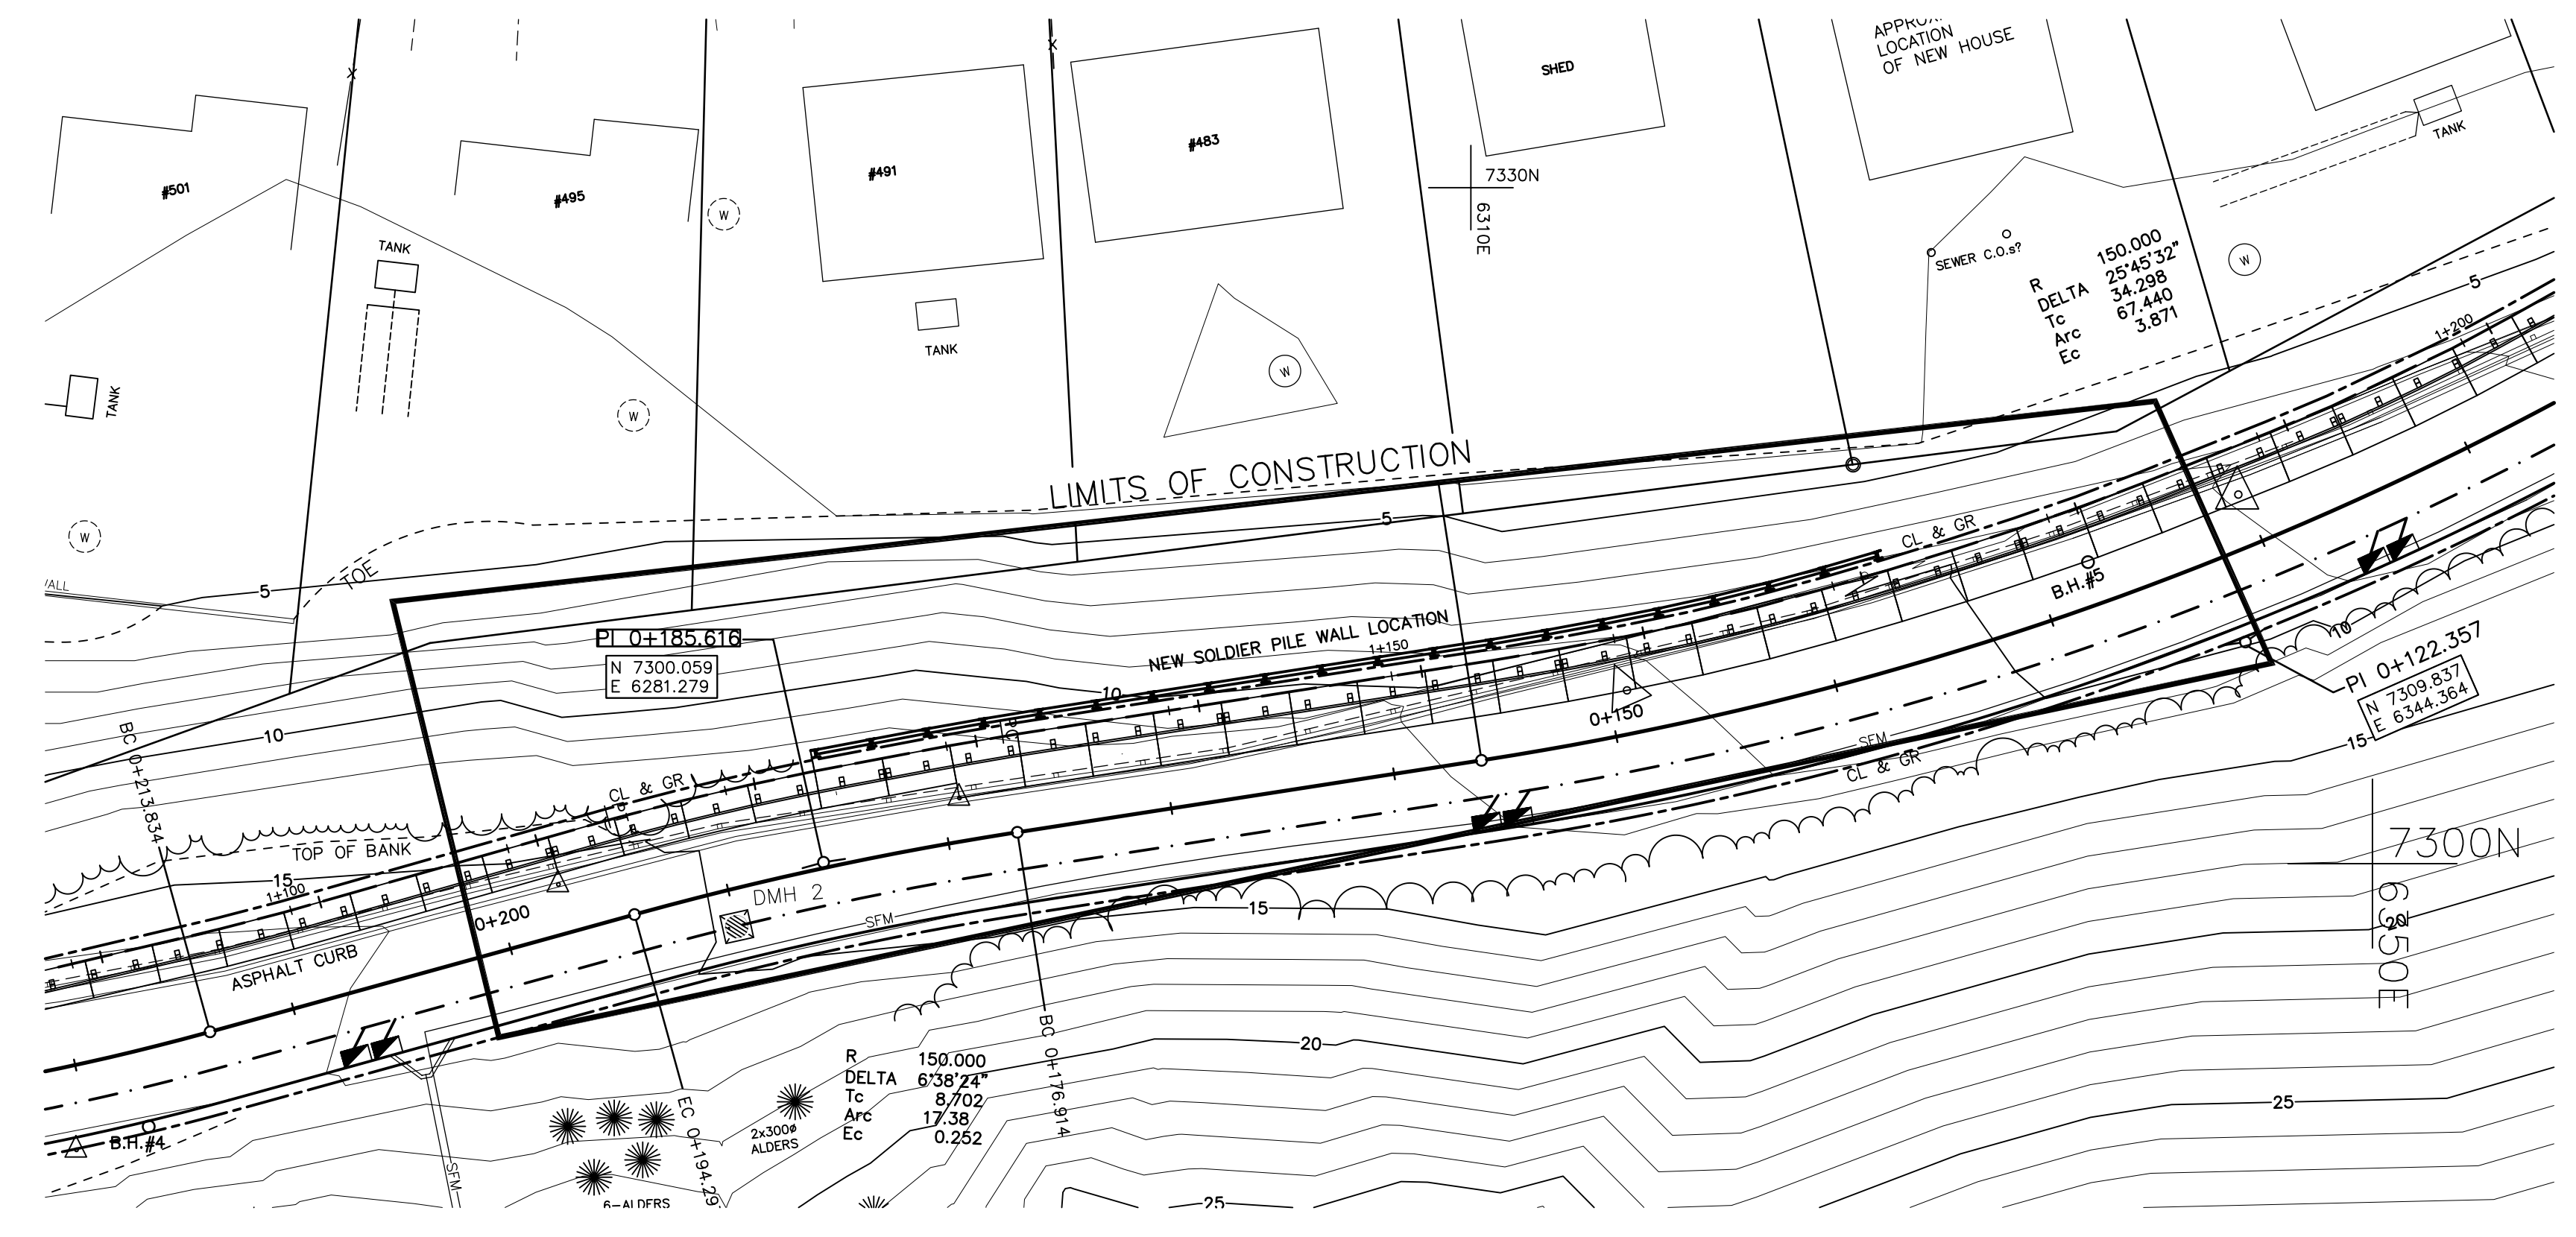 APPROX.
LOCATION
OF NEW HOUSE
SHED
#501
#495
#491
#483
7330N
6310E
TANK
TANK
TANK
TANK
W
W
W
W
W
SEWER C.O.s?
R 150.000
DELTA 25°45'32"
Tc 34.298
Arc 67.440
Ec 3.871
5
1+200
LIMITS OF CONSTRUCTION
5
5
TOE
CL & GR
B.H.#5
NEW SOLDIER PILE WALL LOCATION
1+150
PI 0+185.616
N 7300.059
E 6281.279
10
10
10
PI 0+122.357
N 7309.837
E 6344.364
15
0+150
SFM
CL & GR
BC 0+213.834
CL & GR
TOP OF BANK
15
1+100
0+200
DMH 2
SFM
15
ASPHALT CURB
7300N
6350E
20
20
25
25
R 150.000
DELTA 6°38'24"
Tc 8.702
Arc 17.38
Ec 0.252
BC 0+176.914
EC 0+194.29
2x300ø
ALDERS
6-ALDERS
B.H.#4
SFM